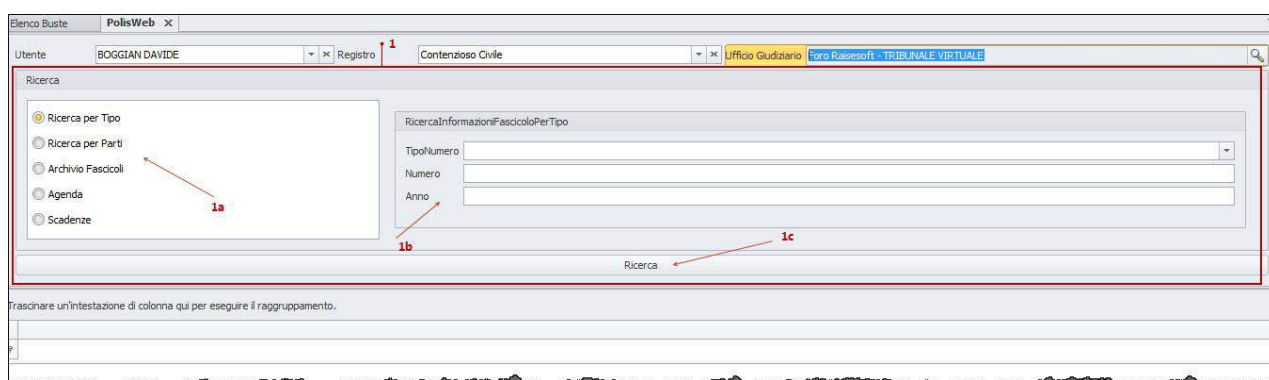 Elenco Buste PolisWeb
Utente BOGGIAN DAVIDE Registro 1 Contenzioso Civile Ufficio Giudiziario Foro Raisesoft - TRIBUNALE VIRTUALE
Ricerca
Ricerca per Tipo
Ricerca per Parti
Archivio Fascicoli
Agenda
Scadenze
1a
RicercaInformazioniFascicoloPerTipo
TipoNumero
Numero
Anno
1b
1c
Ricerca
Trascinare un'intestazione di colonna qui per eseguire il raggruppamento.